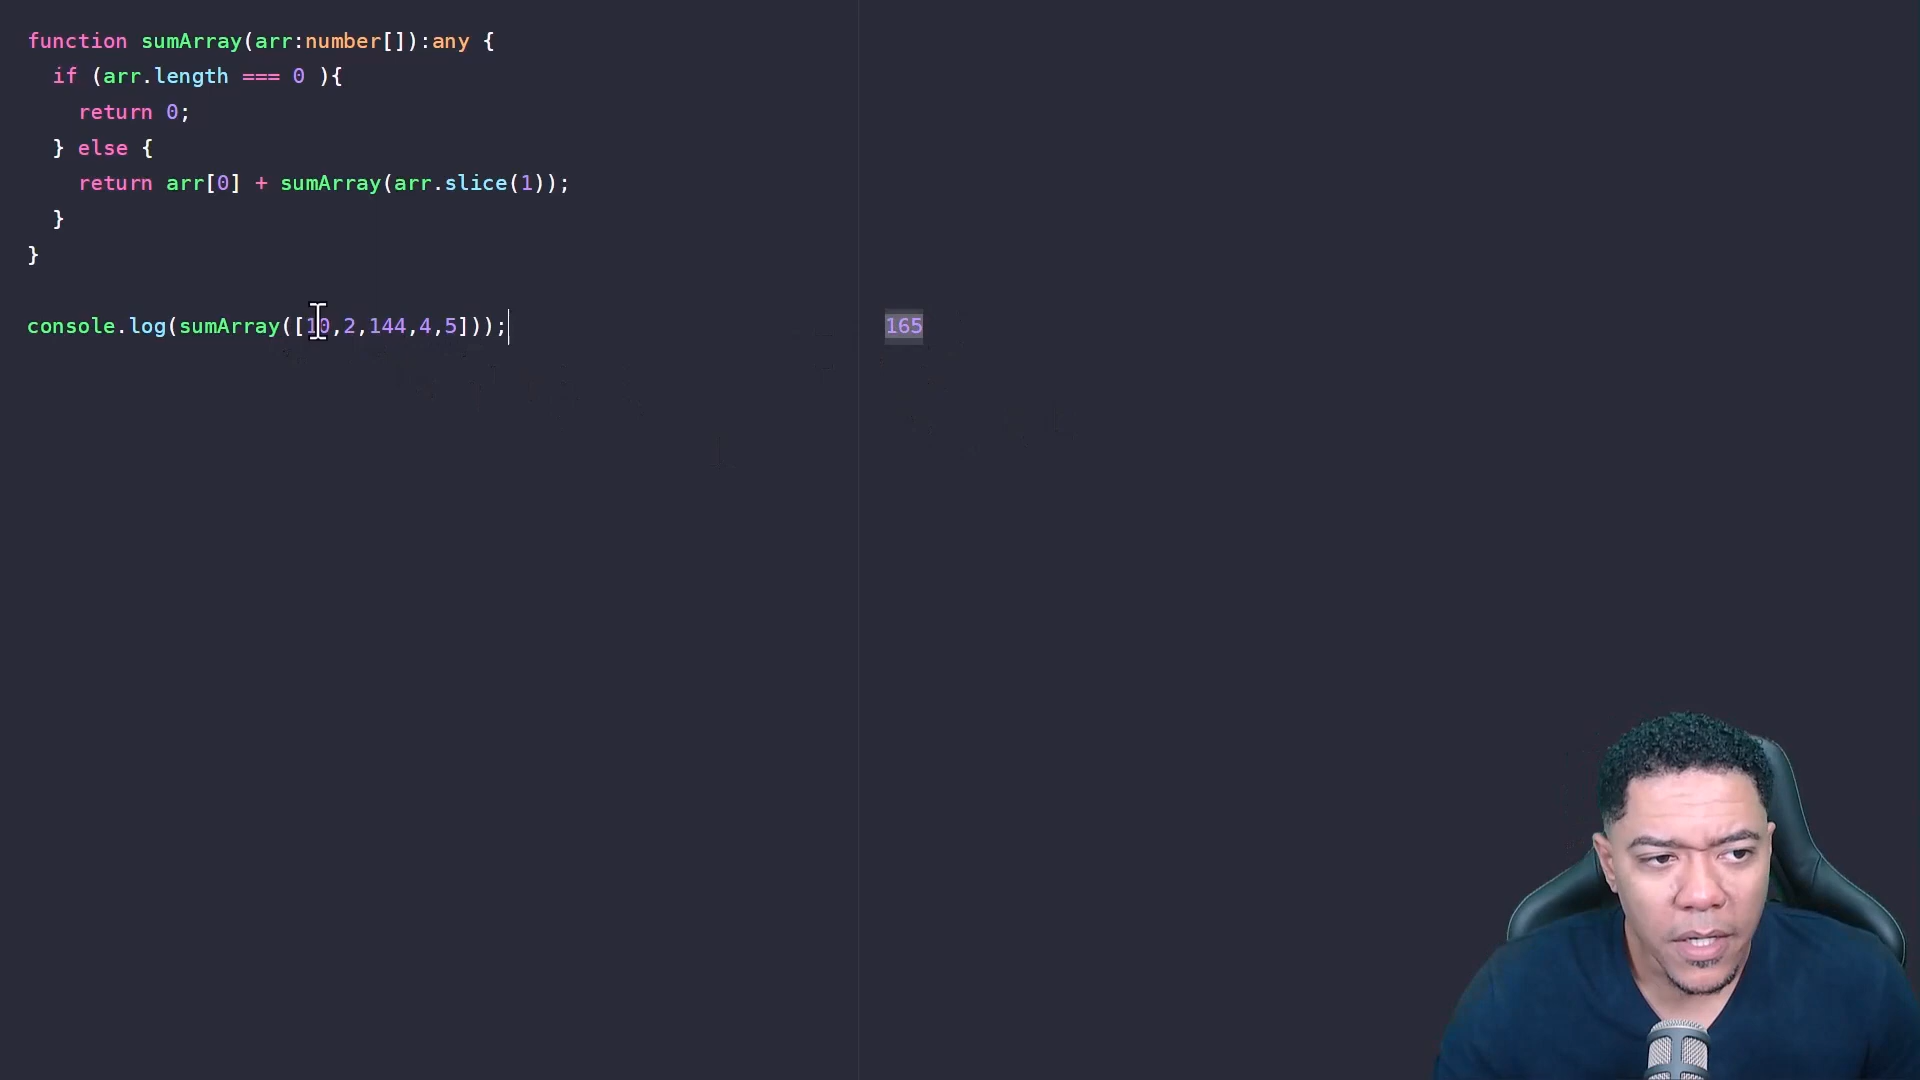 function sumArray(arr:number[]):any {
  if (arr.length === 0 ){
    return 0;
  } else {
    return arr[0] + sumArray(arr.slice(1));
  }
}
console.log(sumArray([10,2,144,4,5]));
165